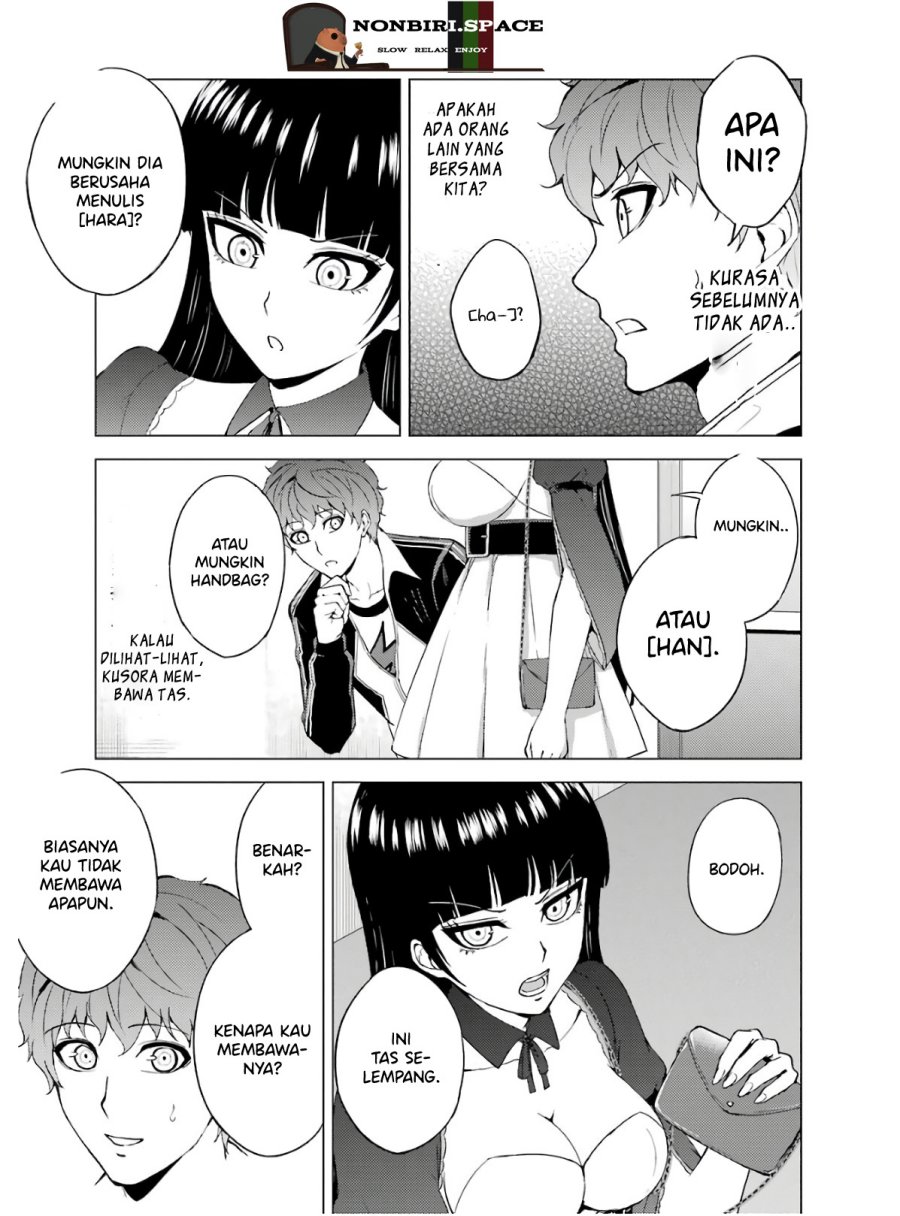 NONBIRI.SPACE
SLOW RELAX ENJOY
APA
INI?
APAKAH
ADA ORANG
LAIN YANG
BERSAMA
KITA?
KURASA
SEBELUMNYA
TIDAK ADA..
[ha-]?
MUNGKIN DIA
BERUSAHA
MENULIS
[HARA]?
MUNGKIN..
ATAU
[HAN].
ATAU
MUNGKIN
HANDBAG?
KALAU
DILIHAT-LIHAT,
KUSORA MEM-
BAWA TAS.
BODOH.
INI
TAS SE-
LEMPANG.
BENAR-
KAH?
KENAPA KAU
MEMBAWA-
NYA?
BIASANYA
KAU TIDAK
MEMBAWA
APAPUN.